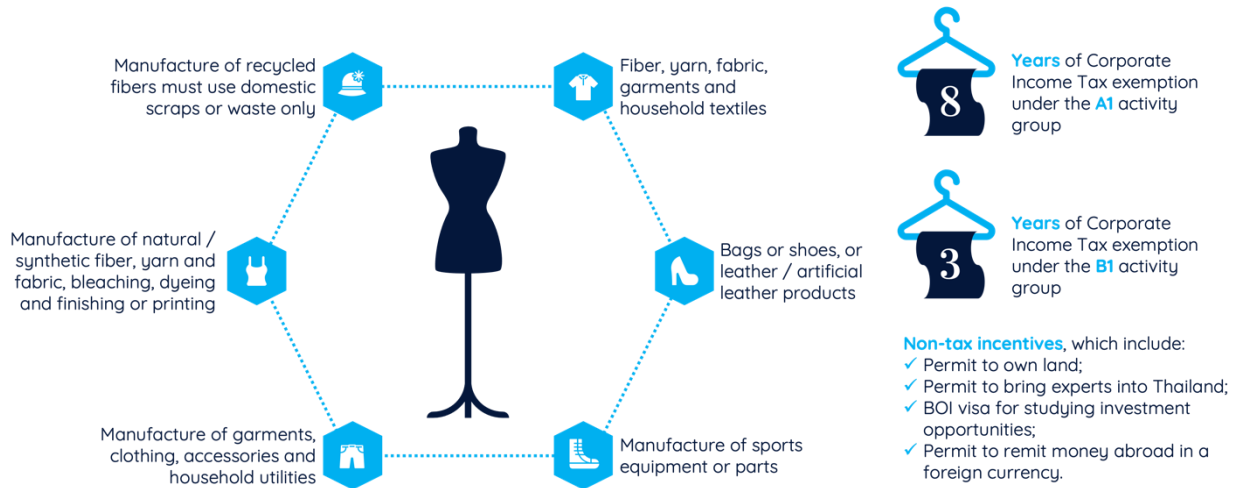 Manufacture of recycled
fibers must use domestic
scraps or waste only
Fiber, yarn, fabric,
garments and
household textiles
Manufacture of natural /
synthetic fiber, yarn and
fabric, bleaching, dyeing
and finishing or printing
Bags or shoes, or
leather / artificial
leather products
Manufacture of garments,
clothing, accessories and
household utilities
Manufacture of sports
equipment or parts
8
Years of Corporate
Income Tax exemption
under the A1 activity
group
3
Years of Corporate
Income Tax exemption
under the B1 activity
group
Non-tax incentives, which include:
✓ Permit to own land;
✓ Permit to bring experts into Thailand;
✓ BOI visa for studying investment
opportunities;
✓ Permit to remit money abroad in a
foreign currency.